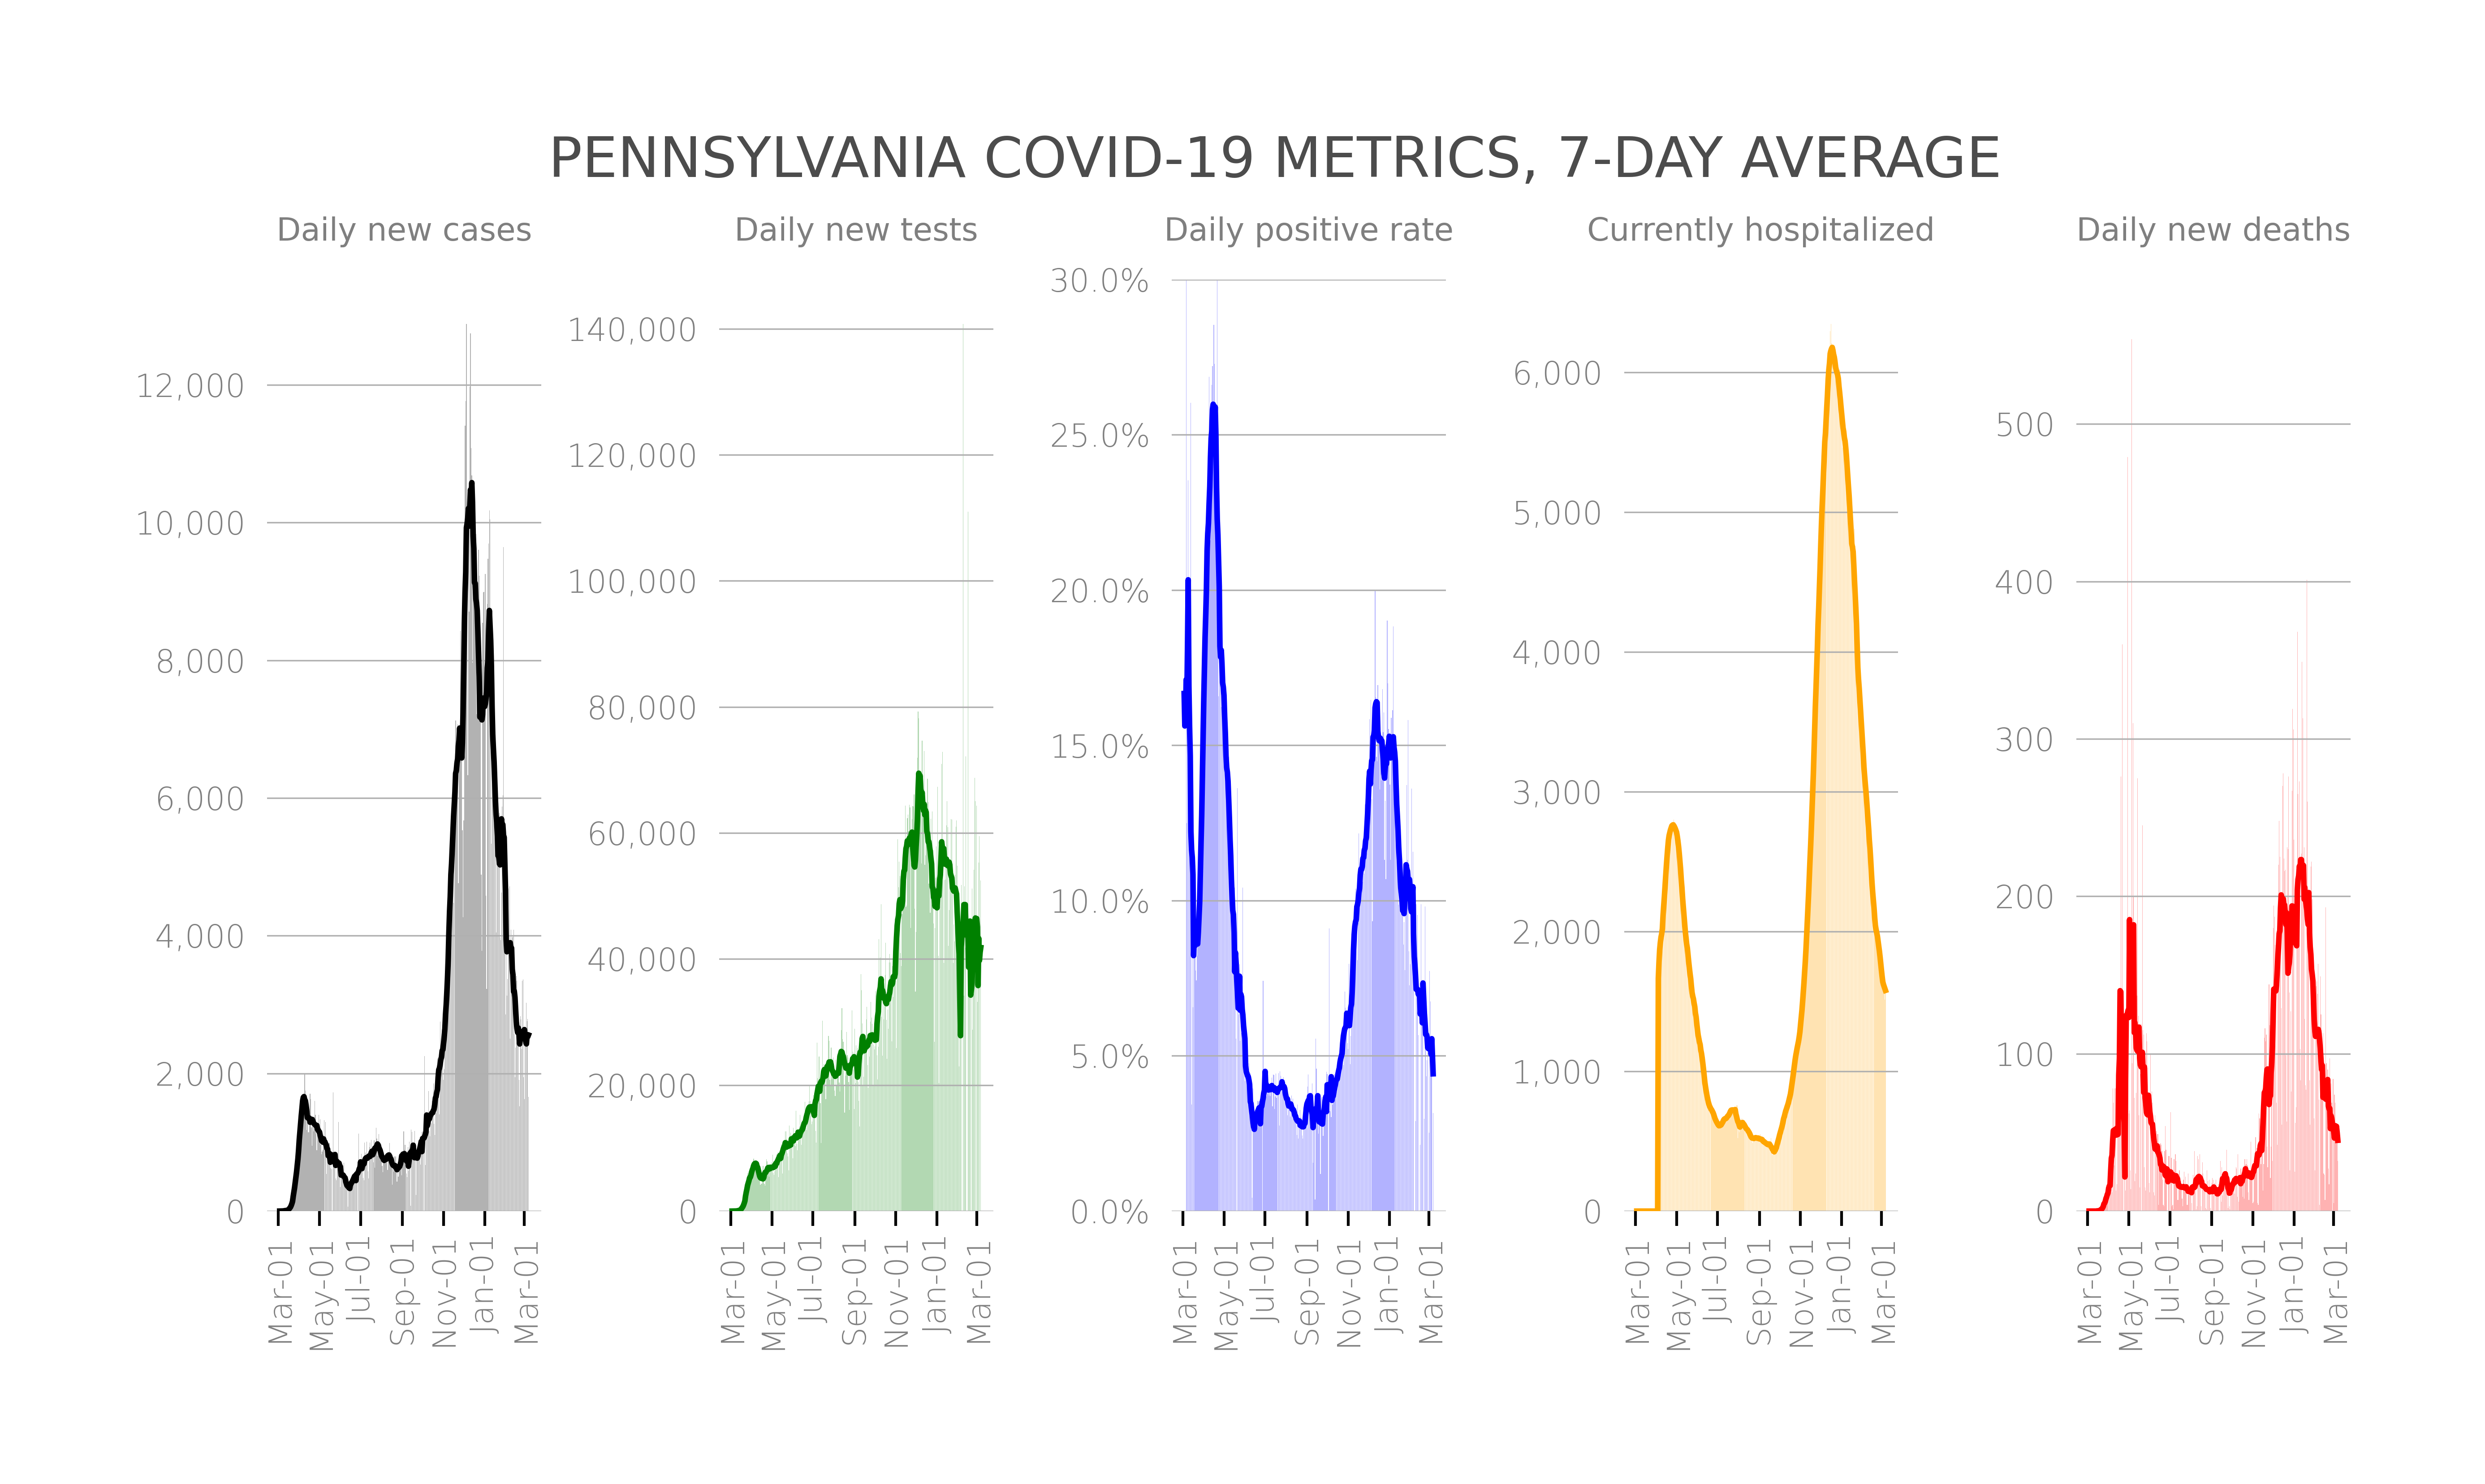 PENNSYLVANIA COVID-19 METRICS, 7-DAY AVERAGE
Daily new cases
12,000
10,000
8,000
6,000
4,000
2,000
0
Mar-01
May-01
Jul-01
Sep-01
Nov-01
Jan-01
Mar-01
Daily new tests
140,000
120,000
100,000
80,000
60,000
40,000
20,000
0
Mar-01
May-01
Jul-01
Sep-01
Nov-01
Jan-01
Mar-01
Daily positive rate
30.0%
25.0%
20.0%
15.0%
10.0%
5.0%
0.0%
Mar-01
May-01
Jul-01
Sep-01
Nov-01
Jan-01
Mar-01
Currently hospitalized
6,000
5,000
4,000
3,000
2,000
1,000
0
Mar-01
May-01
Jul-01
Sep-01
Nov-01
Jan-01
Mar-01
Daily new deaths
500
400
300
200
100
0
Mar-01
May-01
Jul-01
Sep-01
Nov-01
Jan-01
Mar-01